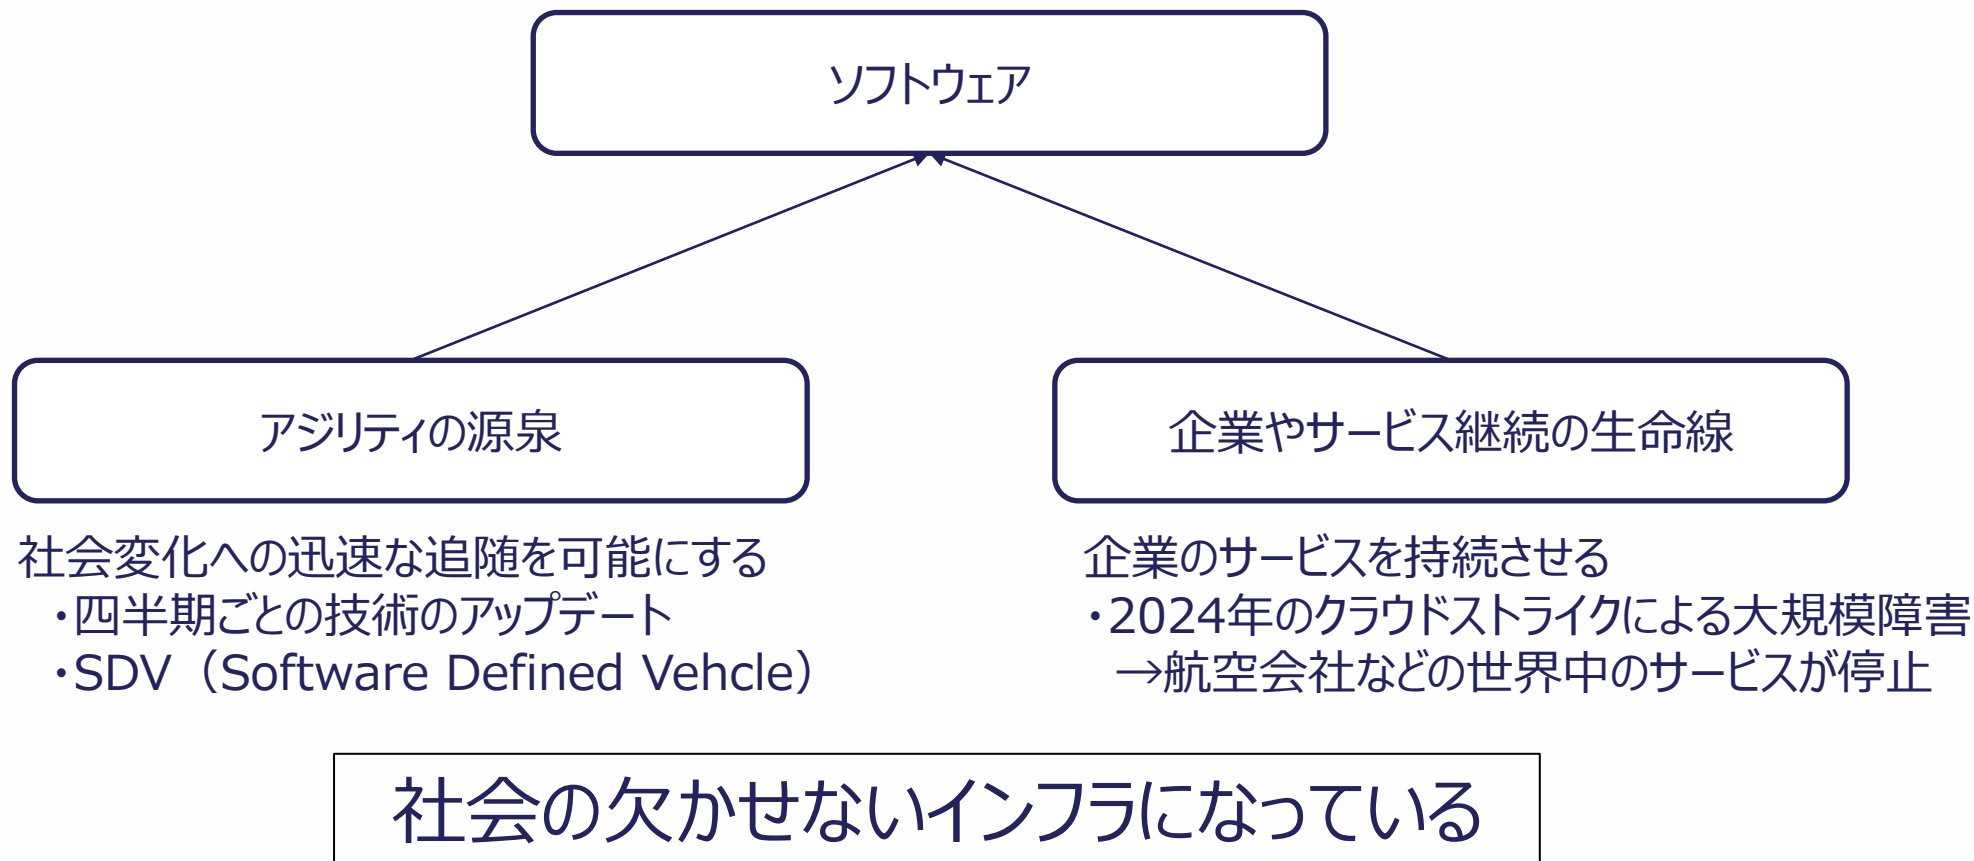 ソフトウェア
アジリティの源泉
企業やサービス継続の生命線
社会変化への迅速な追随を可能にする
・四半期ごとの技術のアップデート
・SDV（Software Defined Vehcle）
企業のサービスを持続させる
・2024年のクラウドストライクによる大規模障害
→航空会社などの世界中のサービスが停止
社会の欠かせないインフラになっている